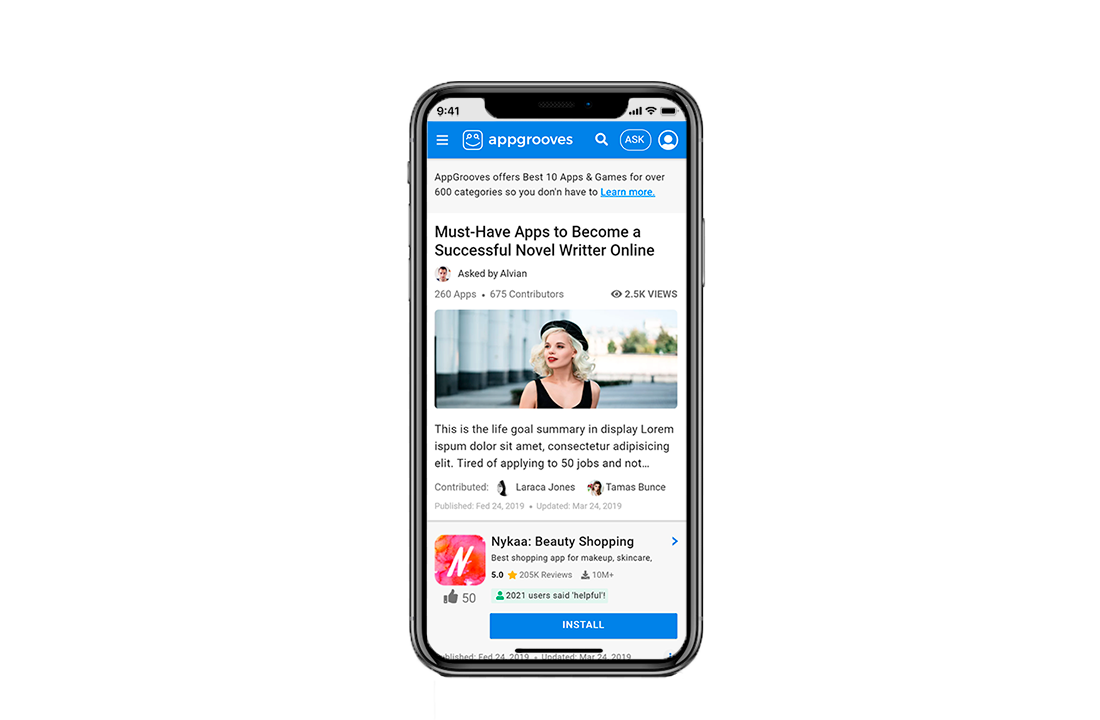 9:41
appgrooves ASK
AppGrooves offers Best 10 Apps & Games for over
600 categories so you don'n have to Learn more.
Must-Have Apps to Become a
Successful Novel Writter Online
Asked by Alvian
260 Apps • 675 Contributors 2.5K VIEWS
This is the life goal summary in display Lorem
ispum dolor sit amet, consectetur adipisicing
elit. Tired of applying to 50 jobs and not...
Contributed: Laraca Jones Tamas Bunce
Published: Fed 24, 2019 • Updated: Mar 24, 2019
N
Nykaa: Beauty Shopping
Best shopping app for makeup, skincare,
5.0 205K Reviews 10M+
50
2021 users said 'helpful'!
INSTALL
Published: Fed 24, 2019 • Updated: Mar 24, 2019